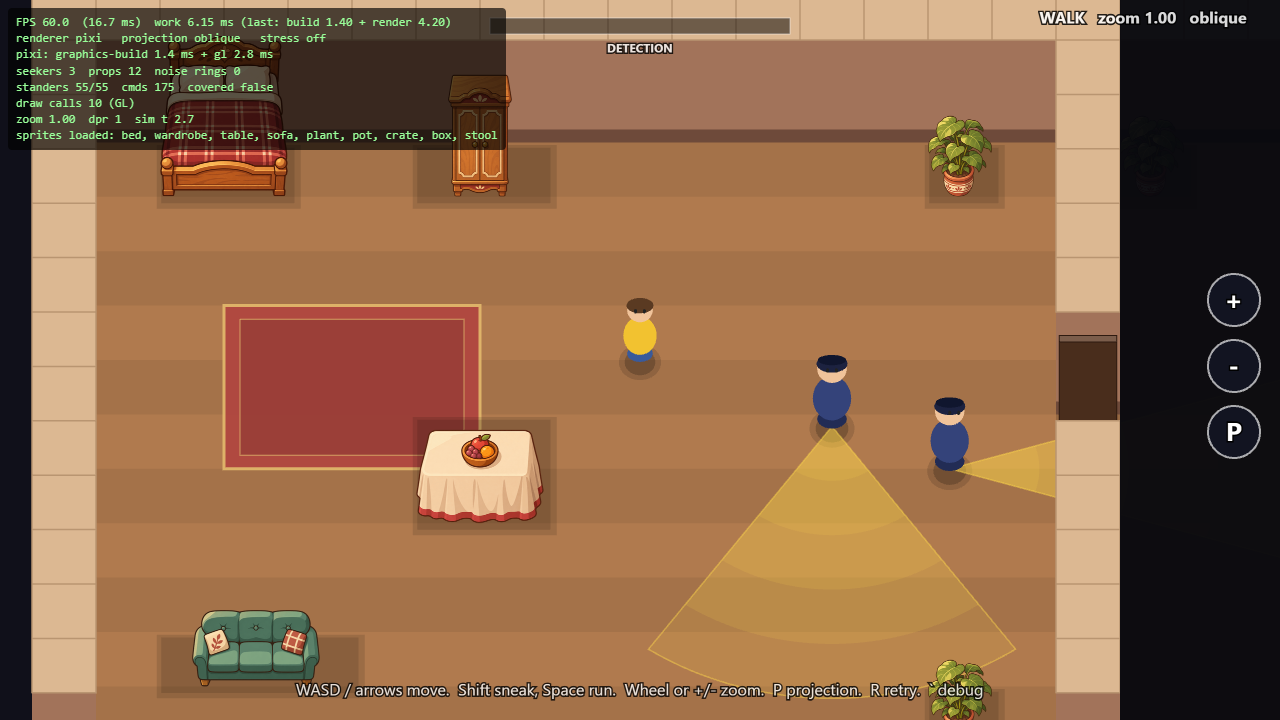 FPS 60.0  (16.7 ms)  work 6.15 ms (last: build 1.40 + render 4.20)
renderer pixi   projection oblique   stress off
pixi: graphics-build 1.4 ms + gl 2.8 ms
seekers 3  props 12  noise rings 0
standers 55/55  cmds 175  covered false
draw calls 10 (GL)
zoom 1.00  dpr 1  sim t 2.7
sprites loaded: bed, wardrobe, table, sofa, plant, pot, crate, box, stool
DETECTION
WALK  zoom 1.00  oblique
+
-
P
WASD / arrows move.  Shift sneak, Space run.  Wheel or +/- zoom.  P projection.  R retry.  ` debug